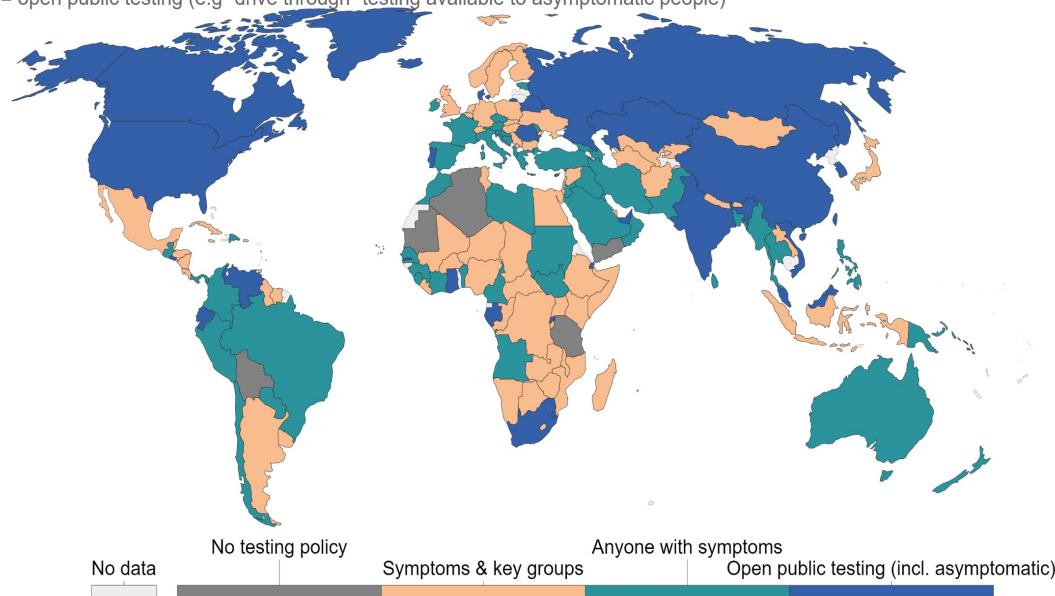 = open public testing (e.g "drive through" testing available to asymptomatic people)
No testing policy
Anyone with symptoms
No data
Symptoms & key groups
Open public testing (incl. asymptomatic)